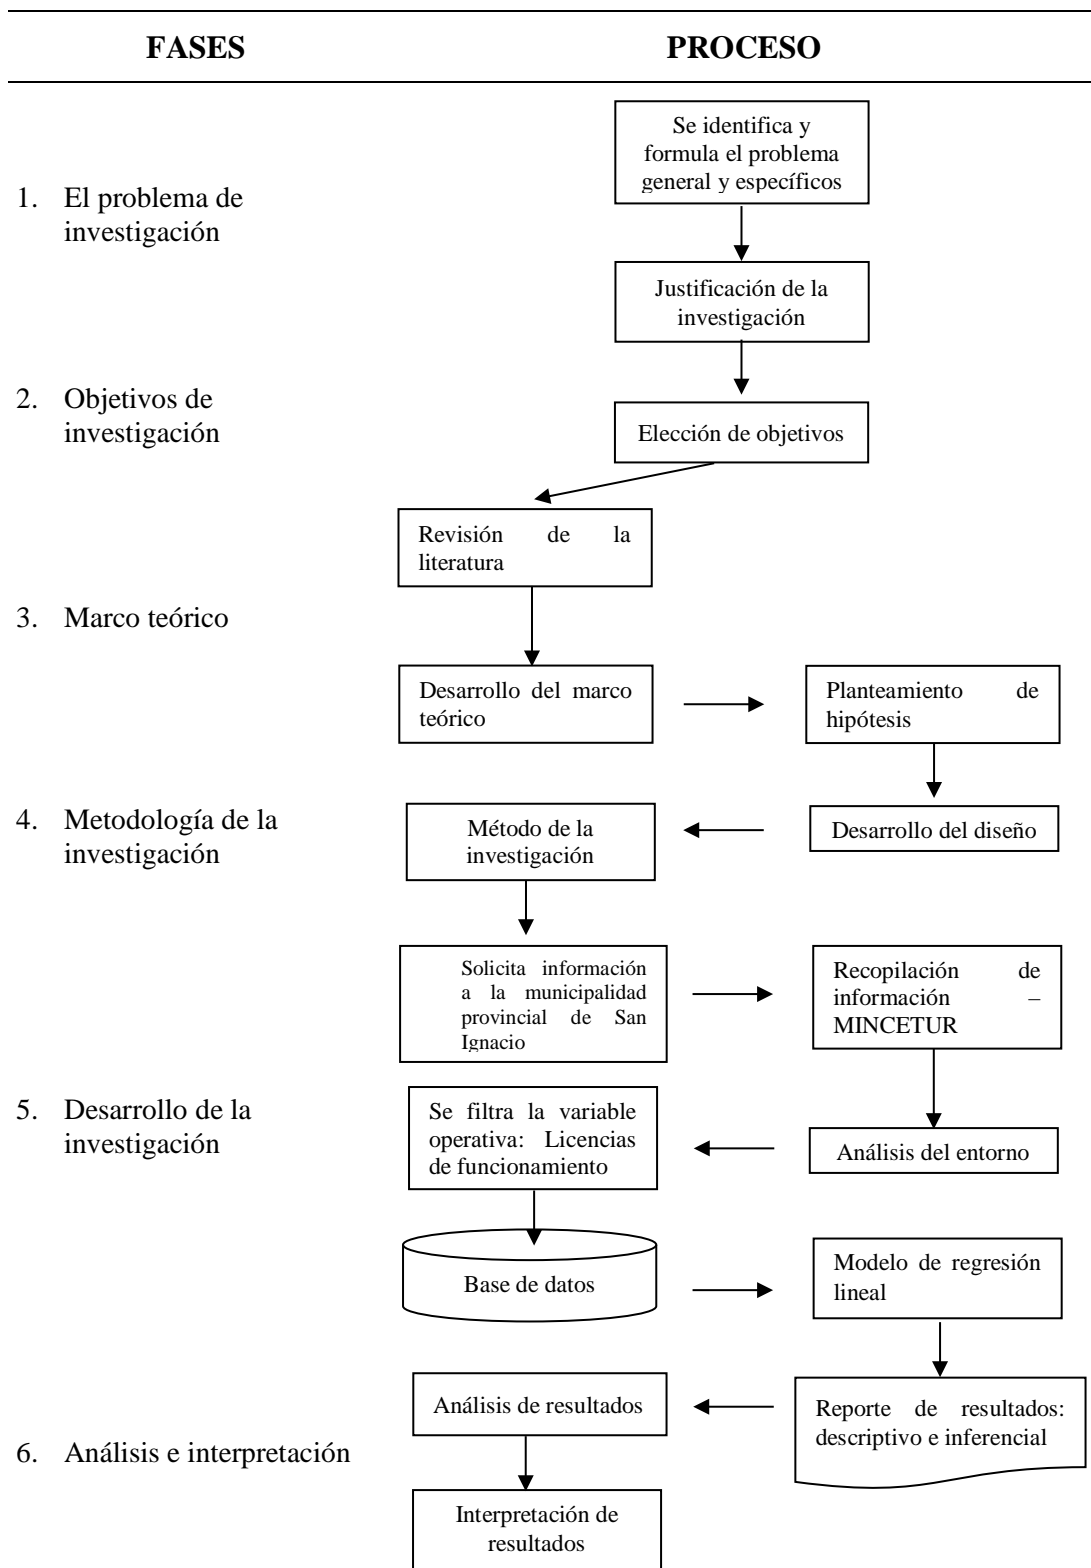 FASES
PROCESO
Se identifica y
formula el problema
general y específicos
1. El problema de
investigación
Justificación de la
investigación
2. Objetivos de
investigación
Elección de objetivos
Revisión de la
literatura
3. Marco teórico
Desarrollo del marco
teórico
Planteamiento de
hipótesis
4. Metodología de la
investigación
Método de la
investigación
Desarrollo del diseño
Solicita información
a la municipalidad
provincial de San
Ignacio
Recopilación de
información –
MINCETUR
5. Desarrollo de la
investigación
Se filtra la variable
operativa: Licencias
de funcionamiento
Análisis del entorno
Base de datos
Modelo de regresión
lineal
Análisis de resultados
Reporte de resultados:
descriptivo e inferencial
6. Análisis e interpretación
Interpretación de
resultados